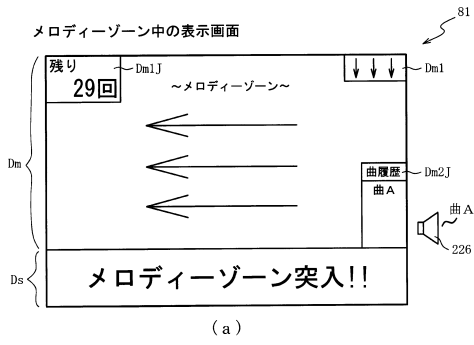 81
メロディーゾーン中の表示画面
残り
29回
Dm1J
～メロディーゾーン～
Dm1
Dm
曲履歴
Dm2J
曲A
曲A
226
Ds
メロディーゾーン突入!!
(a)